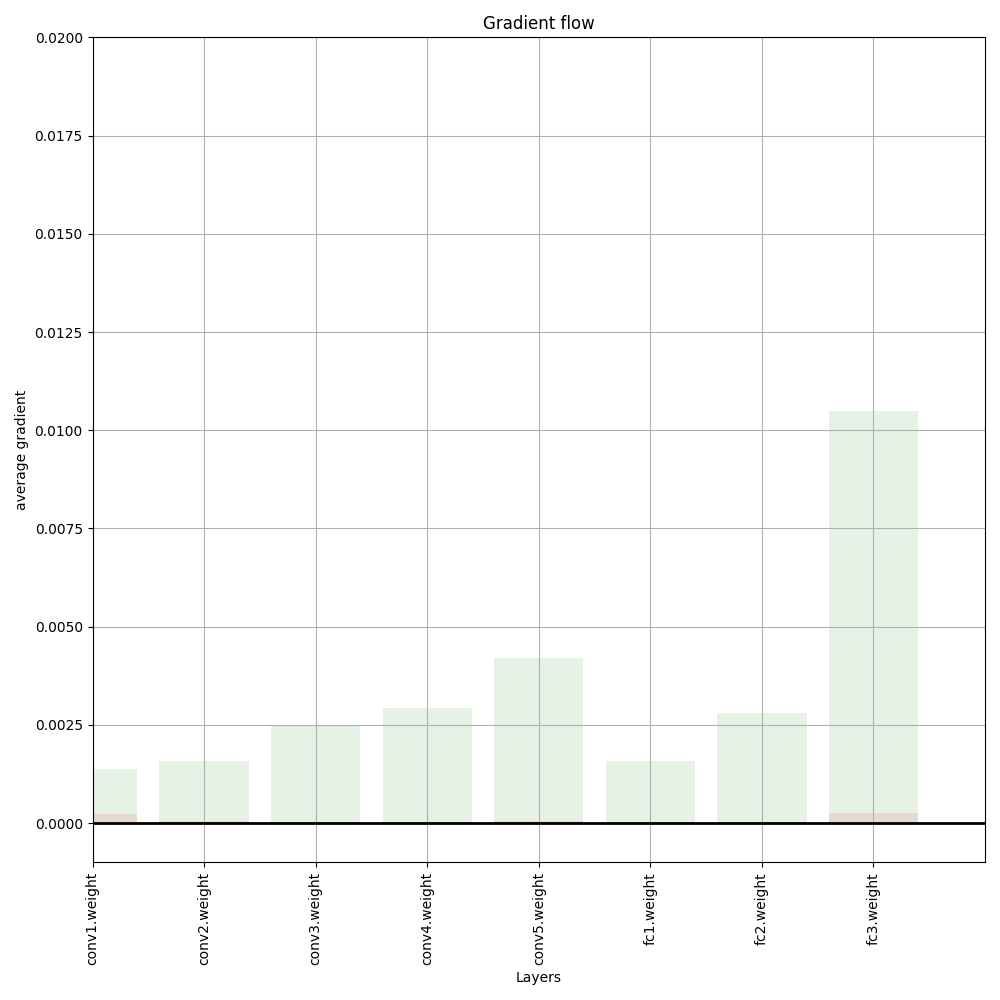 Gradient flow
0.0200
0.0175
0.0150
0.0125
0.0100
0.0075
0.0050
0.0025
0.0000
average gradient
conv1.weight
conv2.weight
conv3.weight
conv4.weight
conv5.weight
fc1.weight
fc2.weight
fc3.weight
Layers